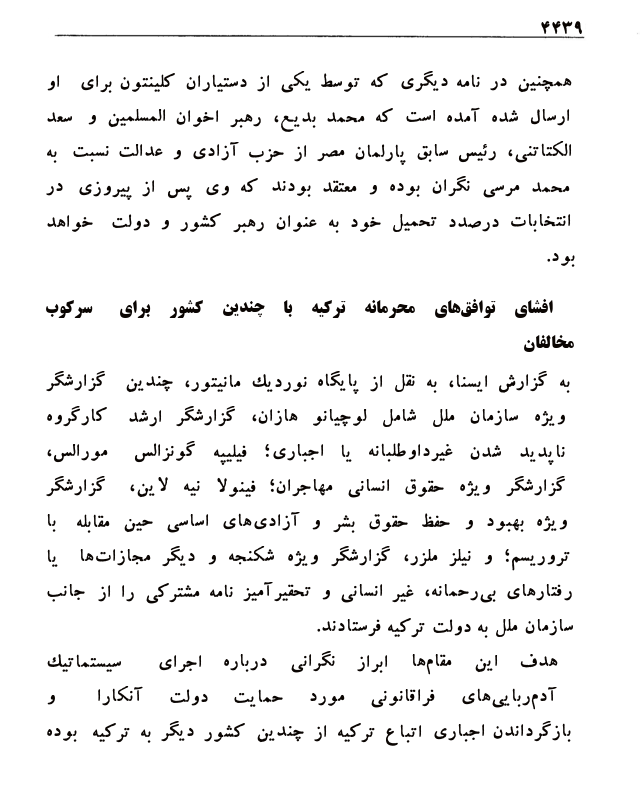 ۴۴۳۹
همچنین در نامه دیگری که توسط یکی از دستیاران کلینتون برای او
ارسال شده آمده است که محمد بدیع، رهبر اخوان المسلمین و سعد
الکتاتنی، رئیس سابق پارلمان مصر از حزب آزادی و عدالت نسبت به
محمد مرسی نگران بوده و معتقد بودند که وی پس از پیروزی در
انتخابات درصدد تحمیل خود به عنوان رهبر کشور و دولت خواهد
بود.
افشای توافق‌های محرمانه ترکیه با چندین کشور برای سرکوب
مخالفان
به گزارش ایسنا، به نقل از پایگاه نوردیك مانیتور، چندین گزارشگر
ویژه سازمان ملل شامل لوچیانو هازان، گزارشگر ارشد کارگروه
ناپدید شدن غیرداوطلبانه یا اجباری؛ فیلیپه گونزالس مورالس،
گزارشگر ویژه حقوق انسانی مهاجران؛ فینولا نیه لاین، گزارشگر
ویژه بهبود و حفظ حقوق بشر و آزادی‌های اساسی حین مقابله با
تروریسم؛ و نیلز ملزر، گزارشگر ویژه شکنجه و دیگر مجازات‌ها یا
رفتارهای بی‌رحمانه، غیر انسانی و تحقیرآمیز نامه مشترکی را از جانب
سازمان ملل به دولت ترکیه فرستادند.
هدف این مقام‌ها ابراز نگرانی درباره اجرای سیستماتیك
آدم‌ربایی‌های فراقانونی مورد حمایت دولت آنکارا و
بازگرداندن اجباری اتباع ترکیه از چندین کشور دیگر به ترکیه بوده